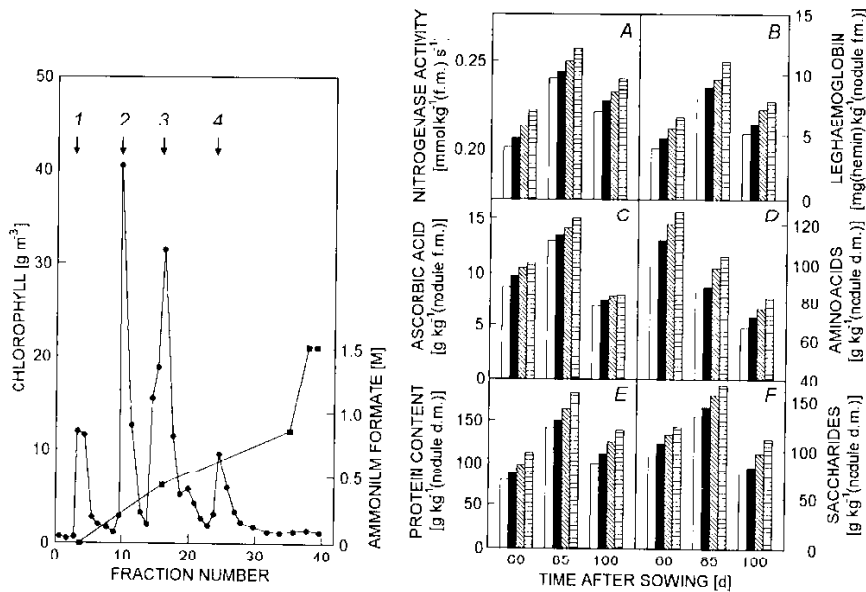 50
40
30
20
10
0
CHLOROPHYLL [g m⁻³]
1 2 3 4
1.5
1.0
0.5
0
AMMONIUM FORMATE [M]
0 10 20 30 40
FRACTION NUMBER
NITROGENASE ACTIVITY
[mmol kg⁻¹(f.m.) s⁻¹]
0.25
0.20
A
B
15
10
5
0
LEGHAEMOGLOBIN
[mg(hemin) kg⁻¹(nodule f.m.)]
ASCORBIC ACID
[g kg⁻¹(nodule f.m.)]
15
10
5
0
C
D
120
100
80
60
40
AMINOACIDS
[g kg⁻¹(nodule d.m.)]
PROTEIN CONTENT
[g kg⁻¹(nodule d.m.)]
150
100
50
0
E
F
150
100
50
0
SACCHARIDES
[g kg⁻¹(nodule d.m.)]
60 85 100 60 85 100
TIME AFTER SOWING [d]